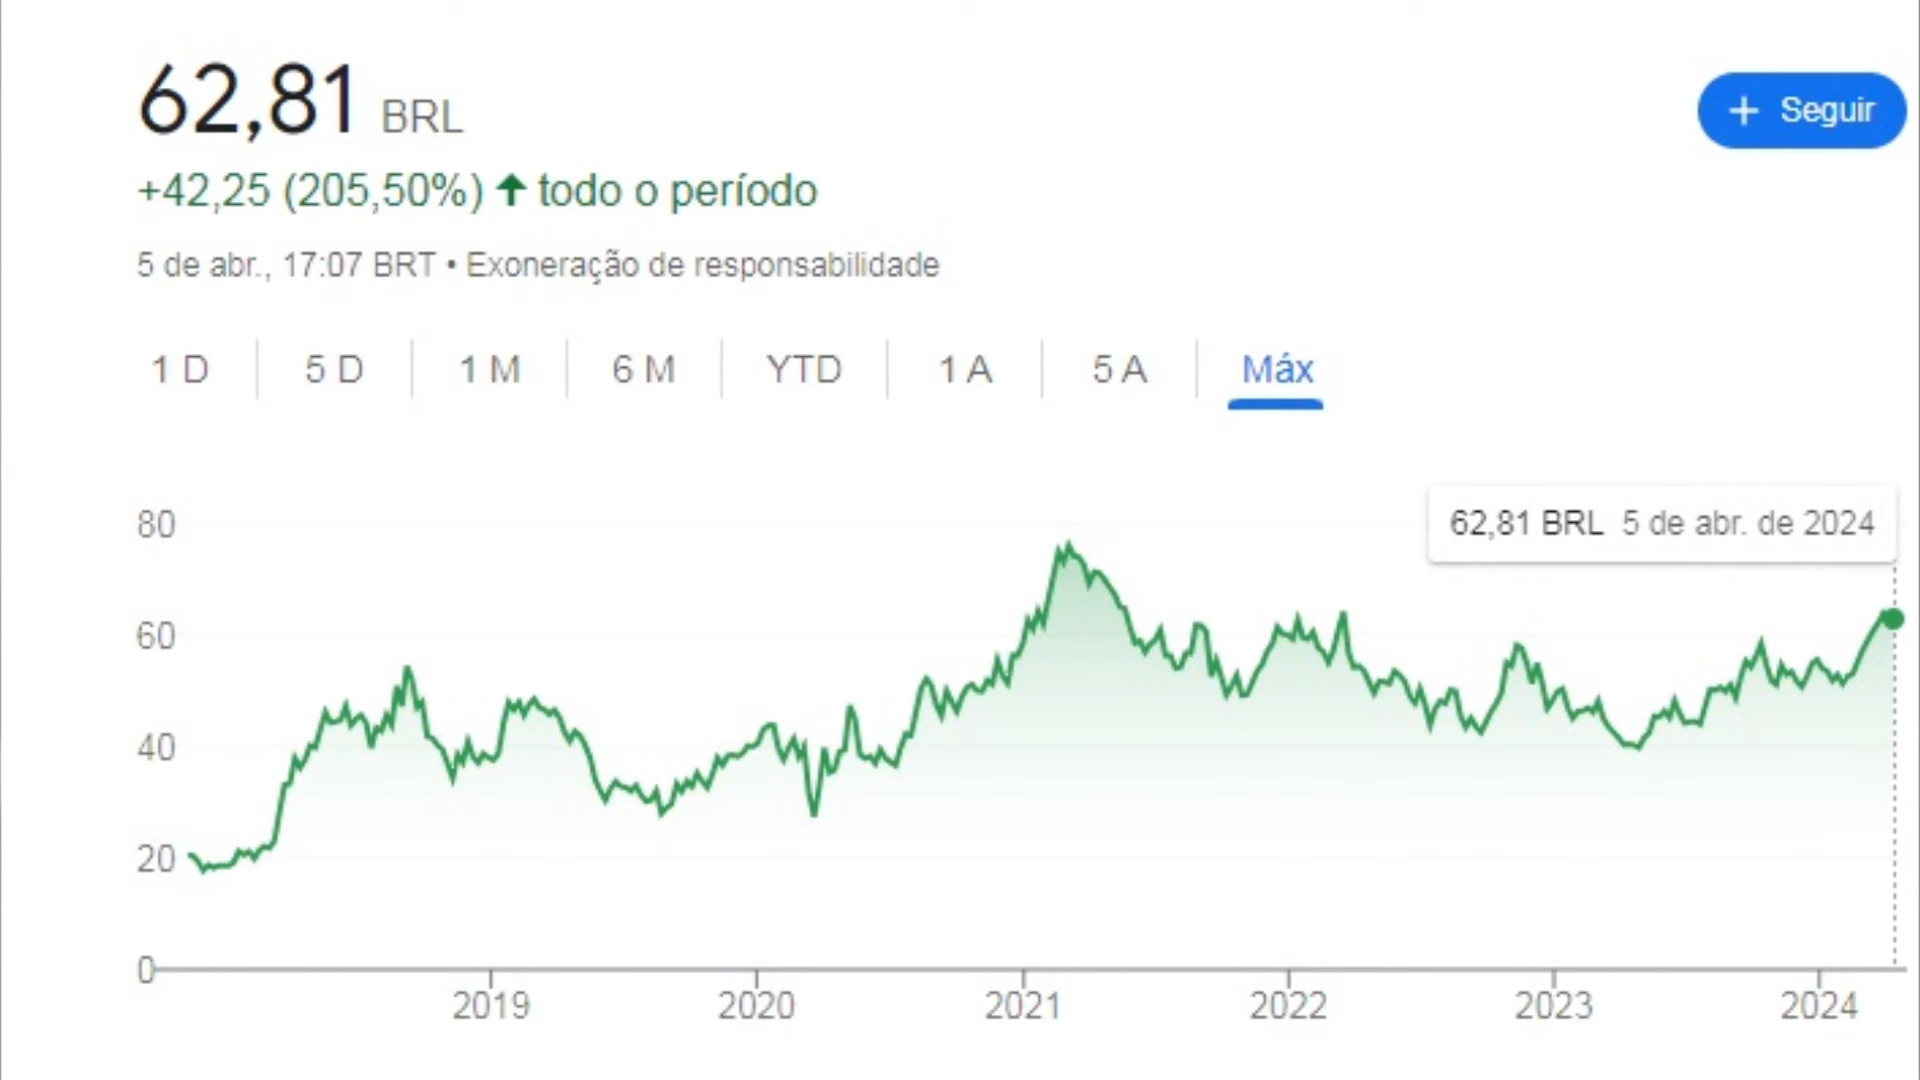 62,81 BRL
+ Seguir
+42,25 (205,50%) ↑ todo o período
5 de abr., 17:07 BRT • Exoneração de responsabilidade
1 D 5 D 1 M 6 M YTD 1 A 5 A Máx
62,81 BRL 5 de abr. de 2024
80
60
40
20
0
2019 2020 2021 2022 2023 2024